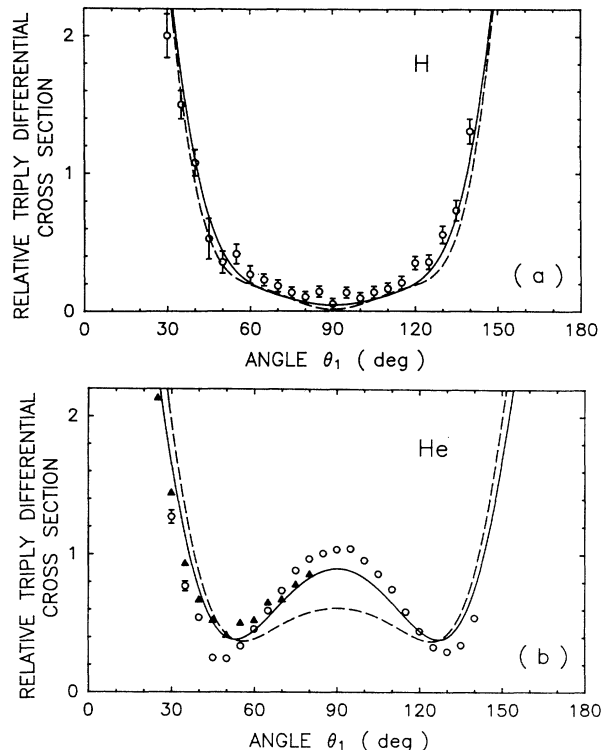 RELATIVE TRIPLY DIFFERENTIAL
CROSS SECTION
2
1
0
H
( a )
0 30 60 90 120 150 180
ANGLE θ₁ ( deg )
RELATIVE TRIPLY DIFFERENTIAL
CROSS SECTION
2
1
0
He
( b )
0 30 60 90 120 150 180
ANGLE θ₁ ( deg )